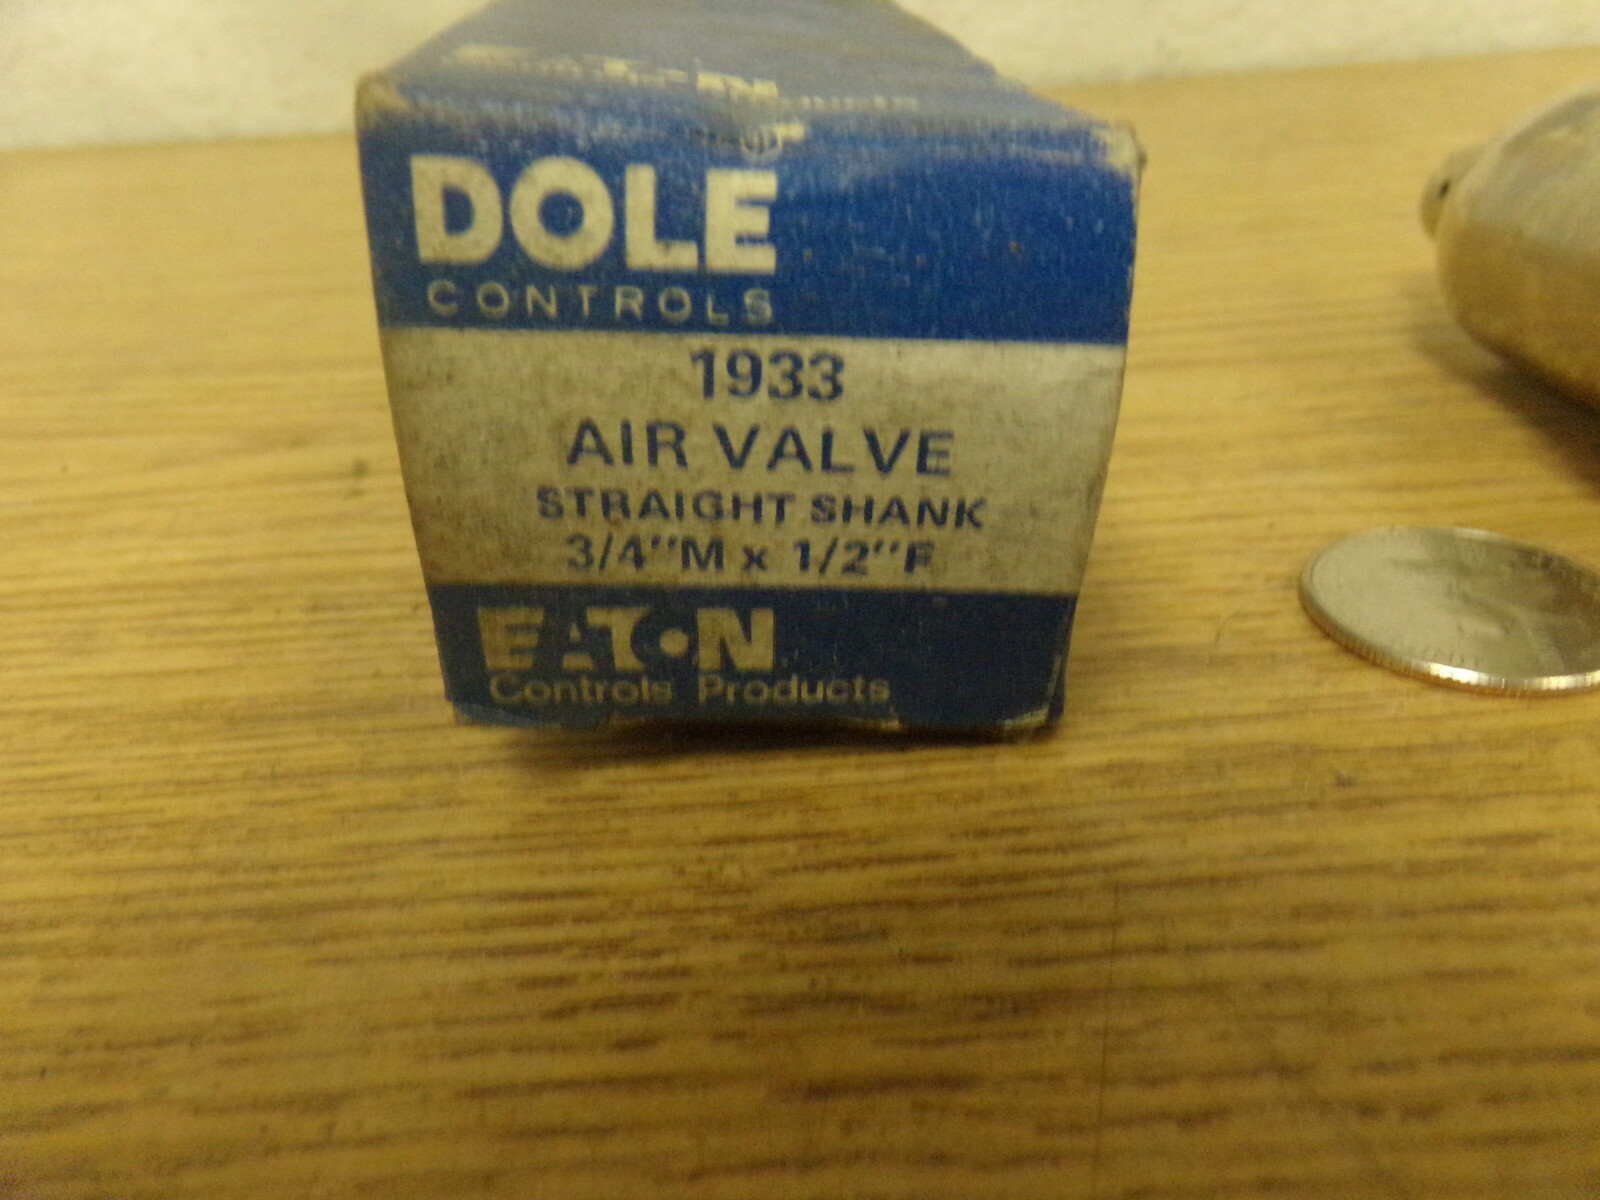 DOLE
CONTROLS
1933
AIR VALVE
STRAIGHT SHANK
3/4"M x 1/2"F
EATON
Controls Products